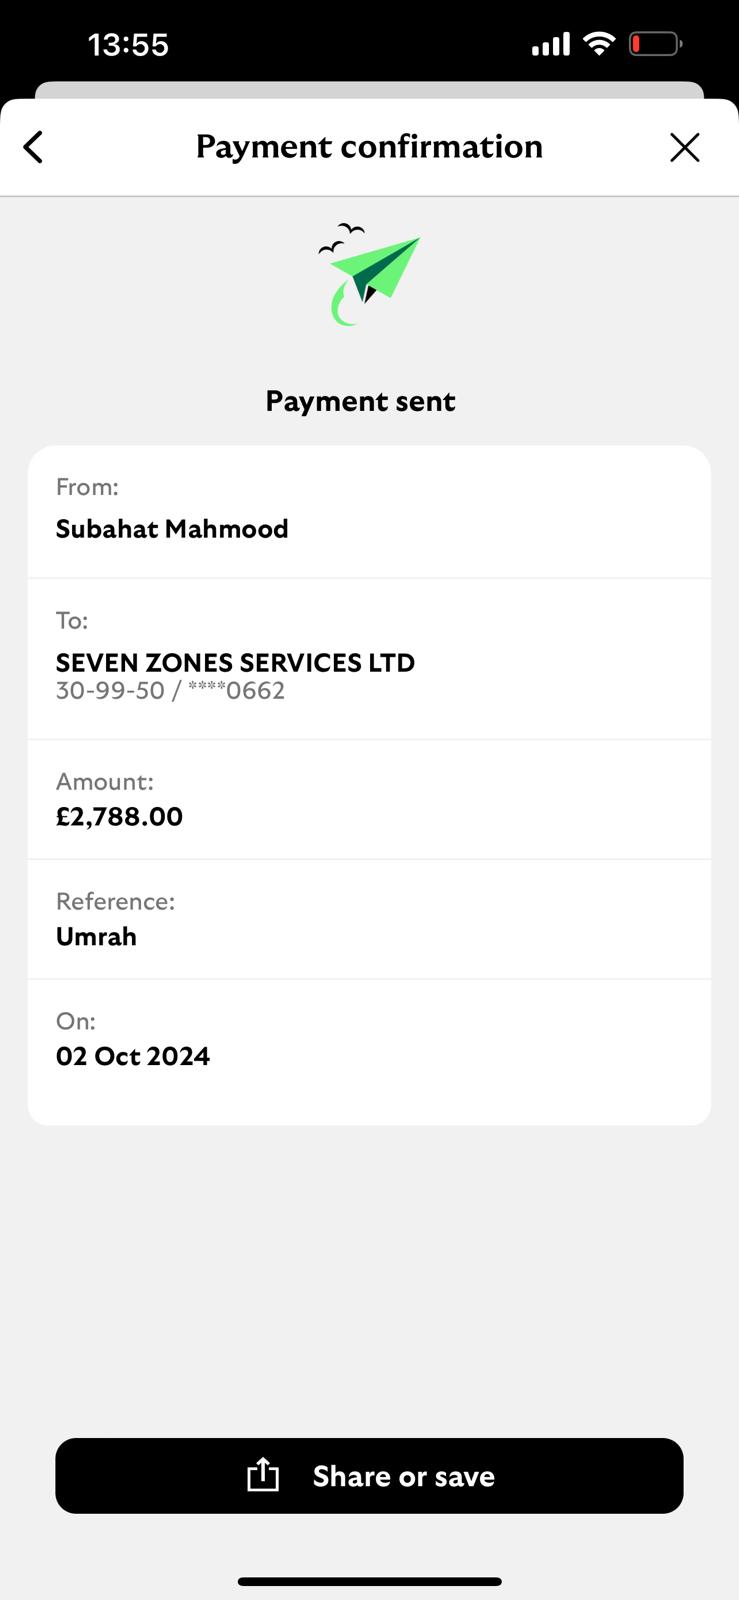 13:55
Payment confirmation
Payment sent
From:
Subahat Mahmood
To:
SEVEN ZONES SERVICES LTD
30-99-50 / ****0662
Amount:
£2,788.00
Reference:
Umrah
On:
02 Oct 2024
Share or save